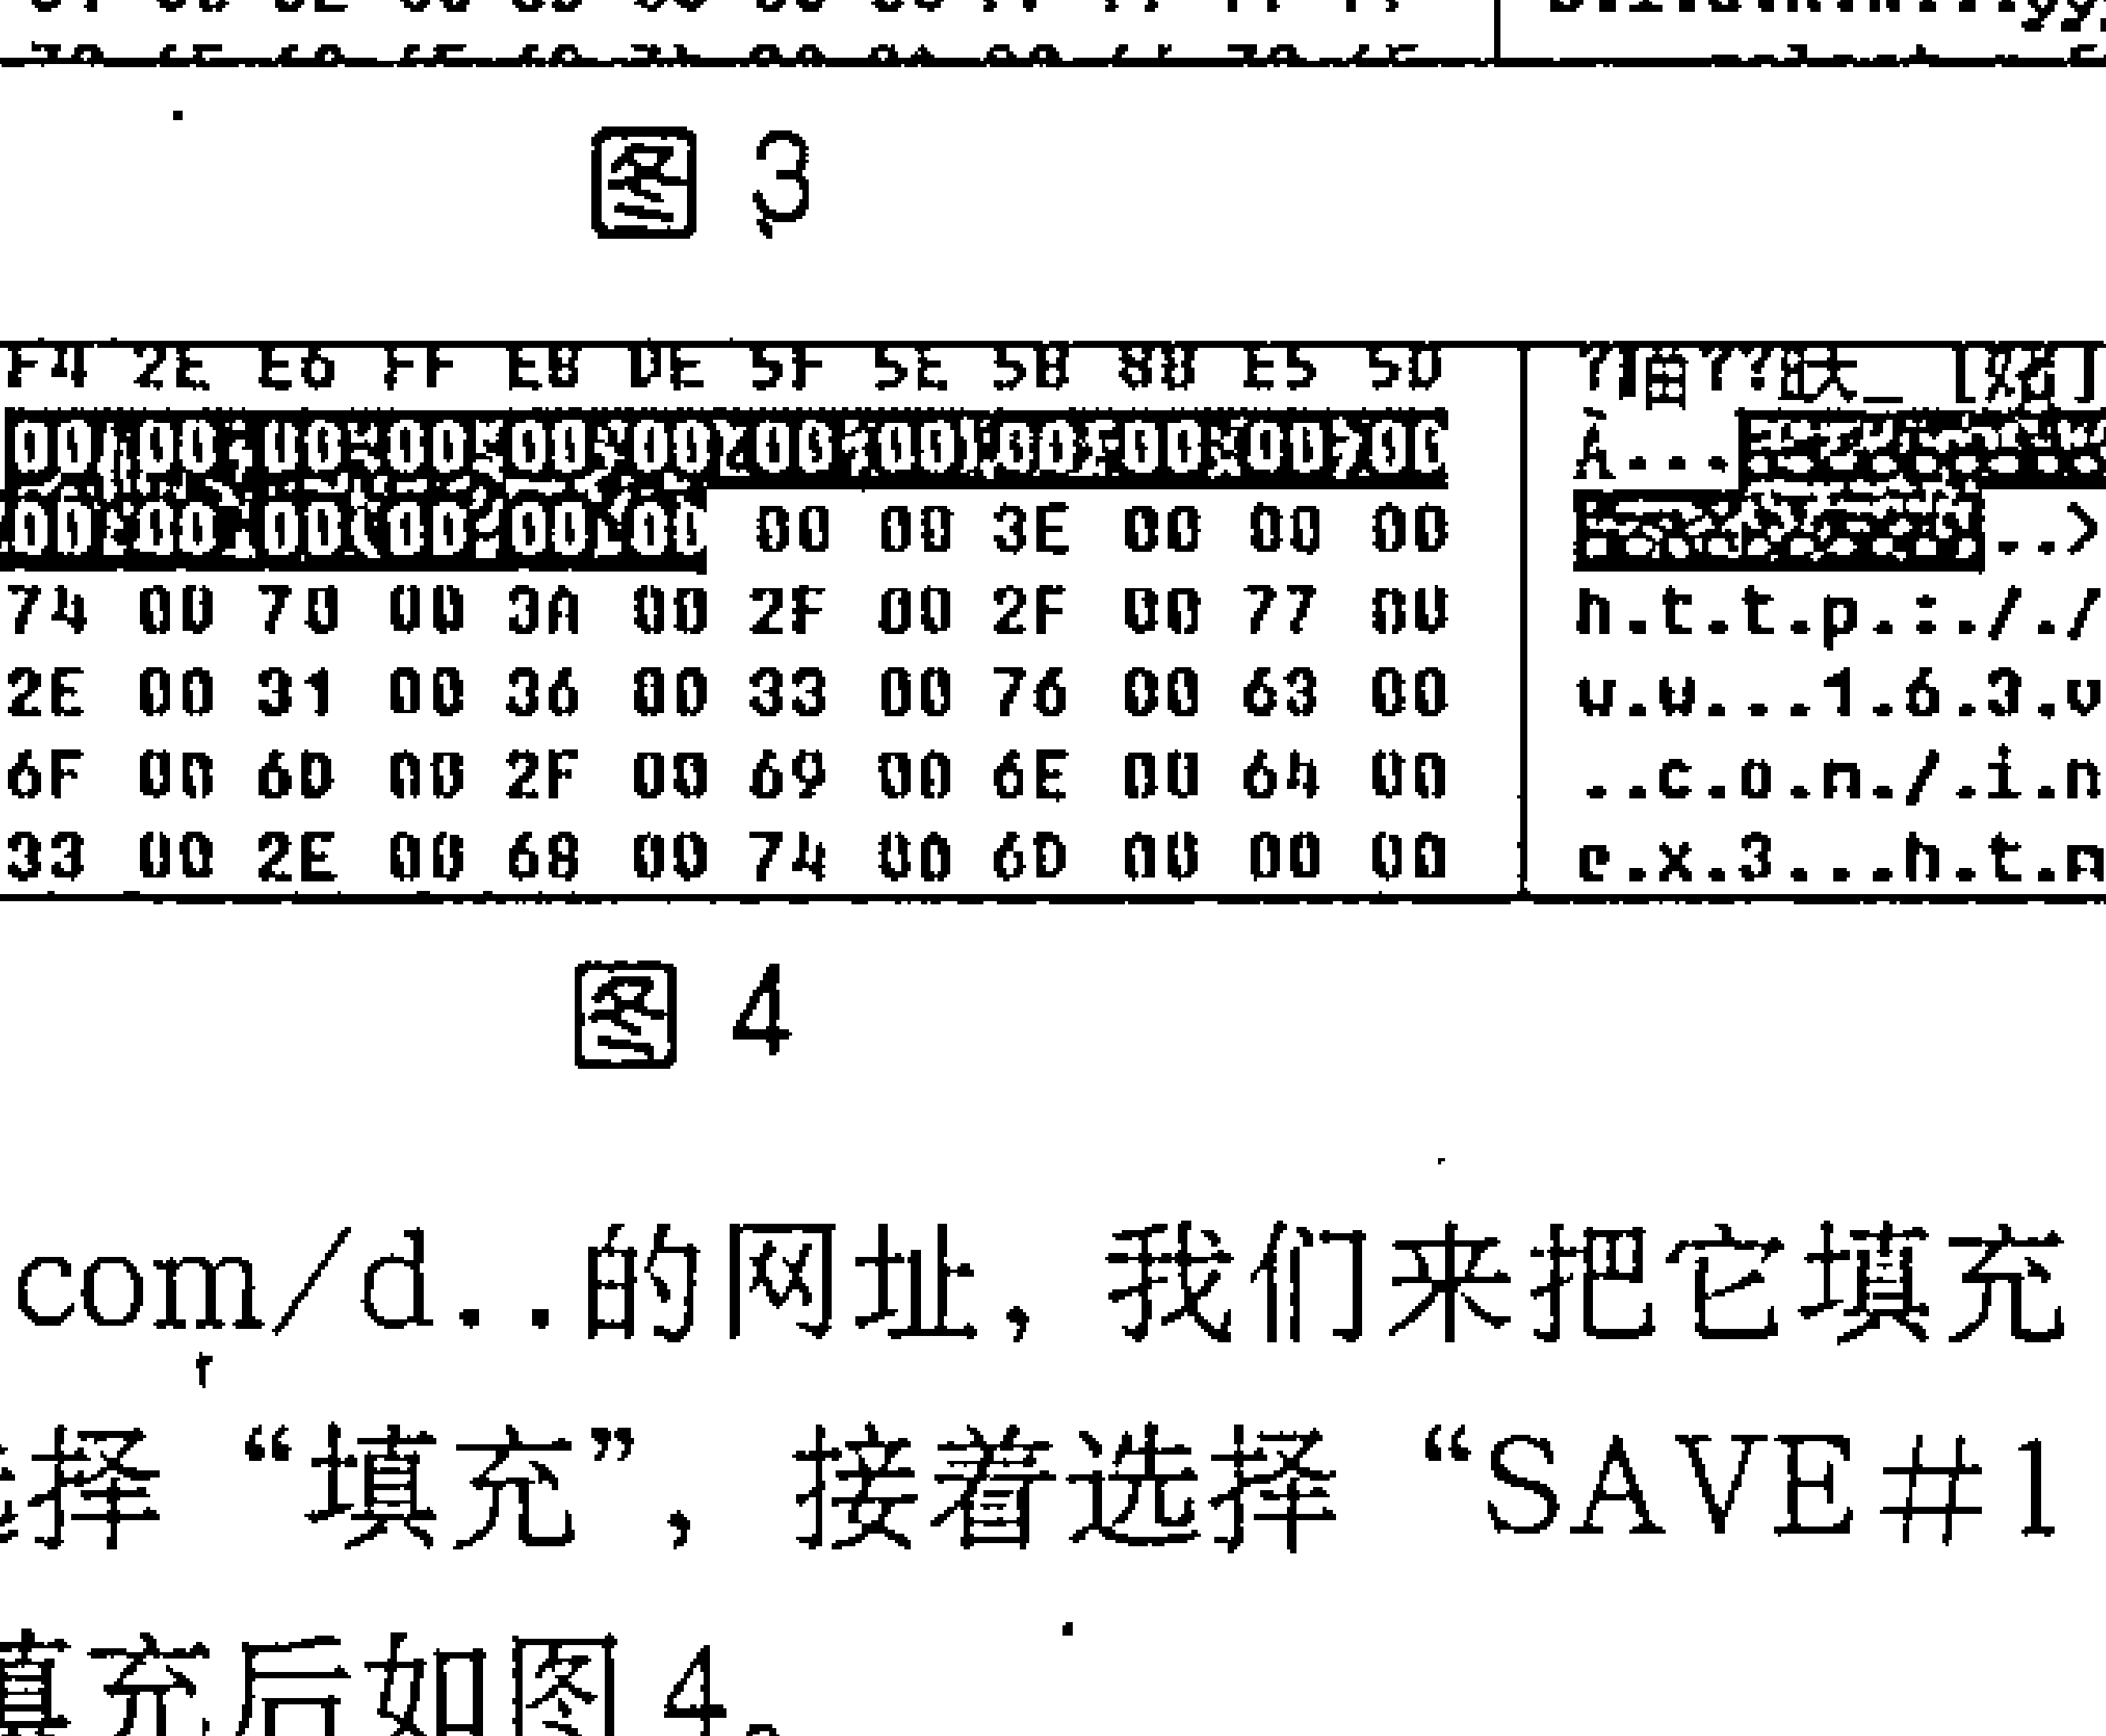 图 3
F4 2E E6 FF E8 DE 5F 5E 5B 88 E5 5D
00 00 00 00 00 00 00 00 00 00 00 00 À...
00 00 00 00 00 00 00 00 3E 00 00 00 ..>
74 00 70 00 3A 00 2F 00 2F 00 77 00 h.t.t.p.:././
2E 00 31 00 36 00 33 00 76 00 63 00 w.w...1.6.3.v
6F 00 6D 00 2F 00 69 00 6E 00 64 00 ..c.o.m./.i.n
33 00 2E 00 68 00 74 00 6D 00 00 00 e.x.3...h.t.m
图 4
com/d..的网址，我们来把它填充
选择“填充”，接着选择“SAVE#1
填充后如图 4。